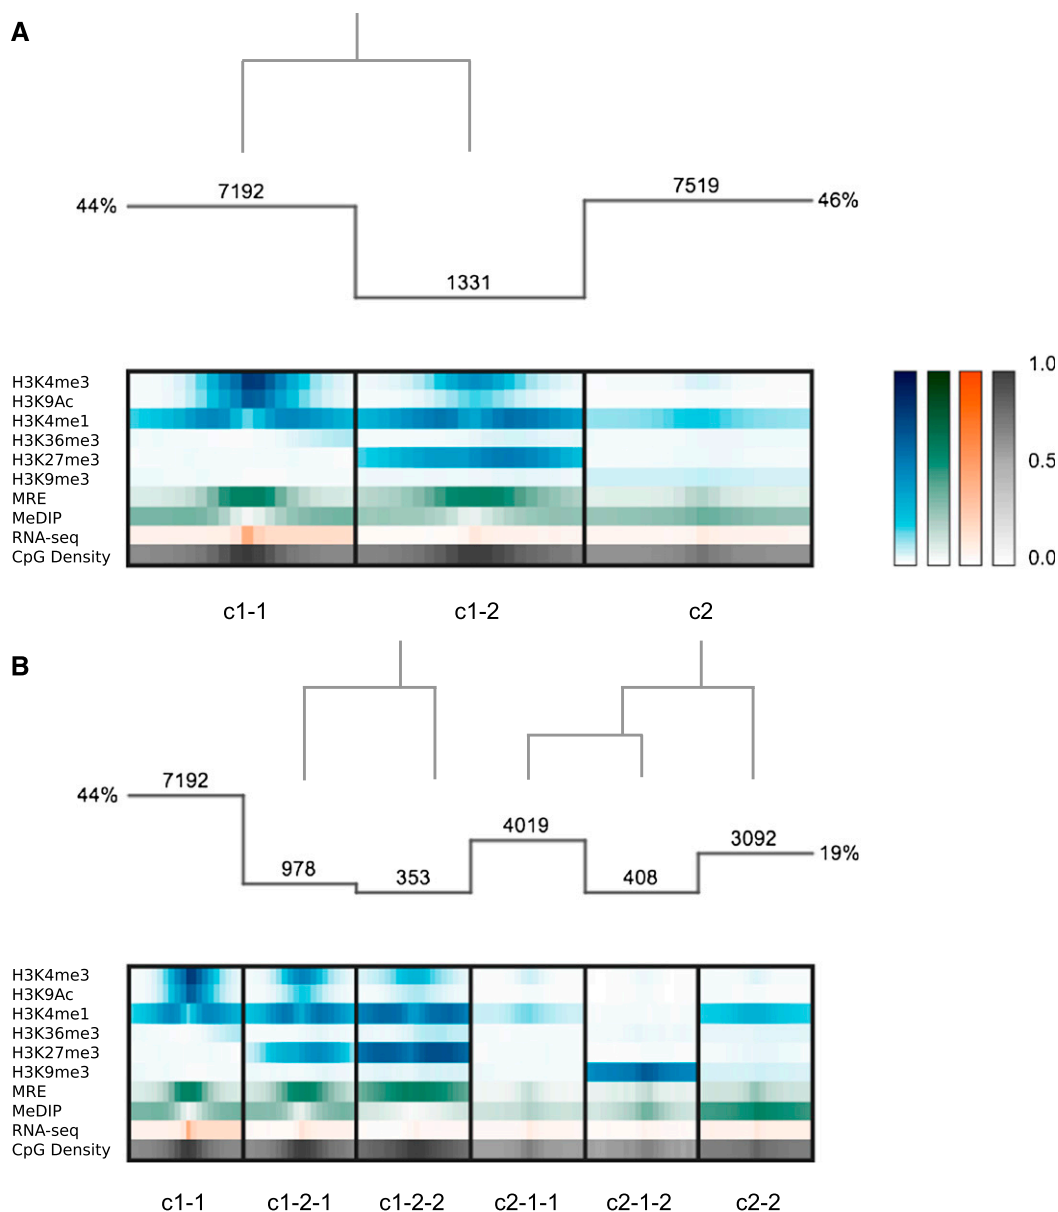 A
7192
7519
44%
46%
1331
H3K4me3
H3K9Ac
H3K4me1
H3K36me3
H3K27me3
H3K9me3
MRE
MeDIP
RNA-seq
CpG Density
1.0
0.5
0.0
c1-1 c1-2 c2
B
7192
44%
4019
3092
19%
978
353
408
H3K4me3
H3K9Ac
H3K4me1
H3K36me3
H3K27me3
H3K9me3
MRE
MeDIP
RNA-seq
CpG Density
c1-1 c1-2-1 c1-2-2 c2-1-1 c2-1-2 c2-2